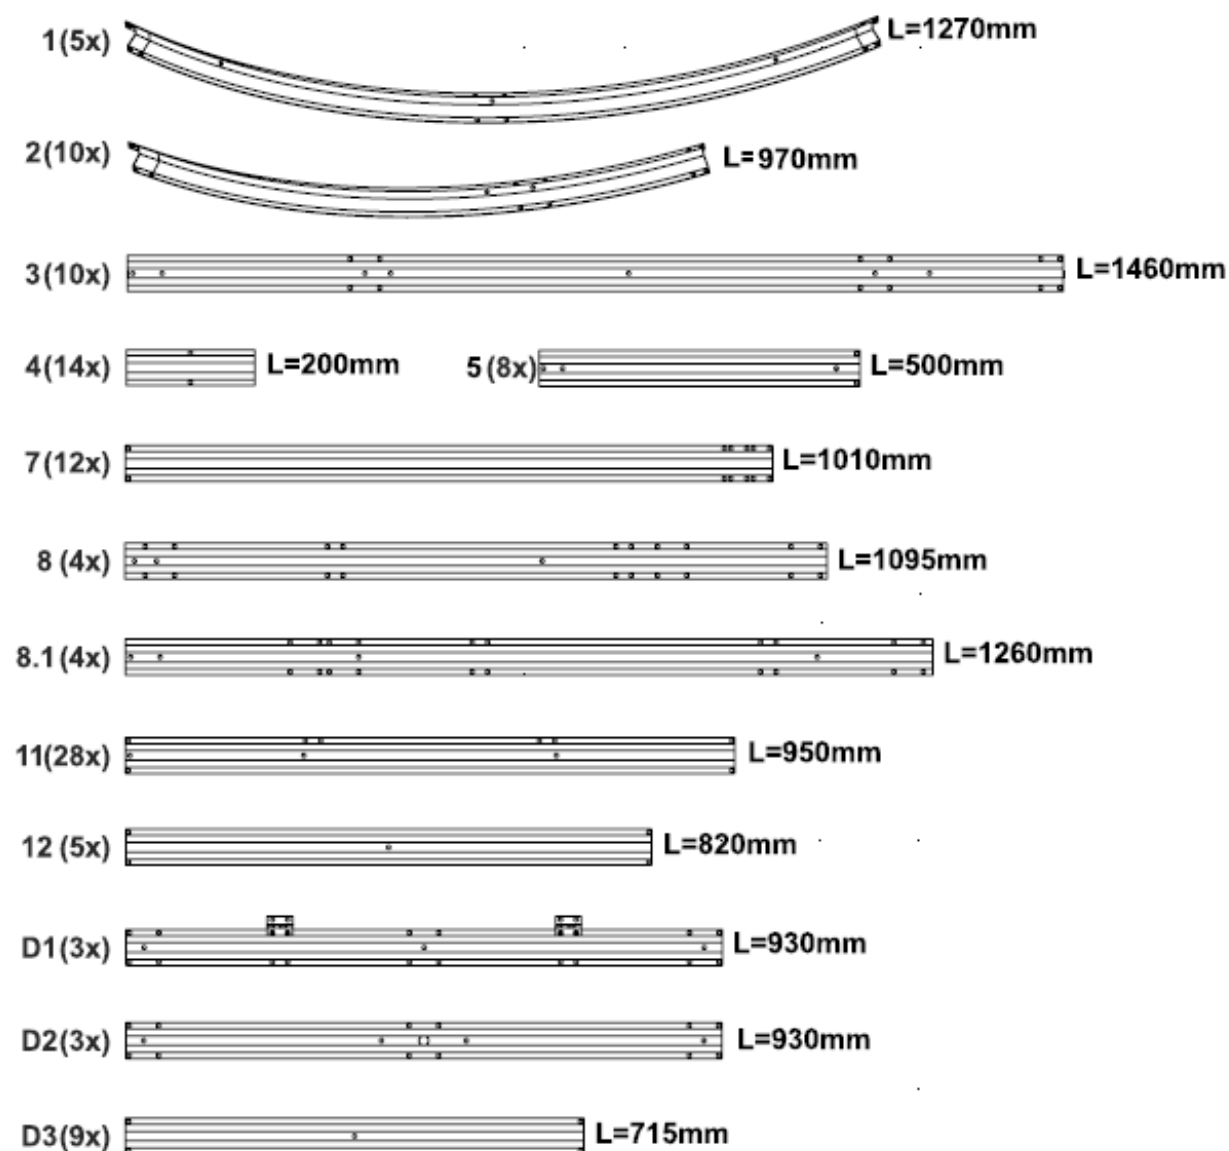 1(5x) L=1270mm
2(10x) L=970mm
3(10x) L=1460mm
4(14x) L=200mm 5(8x) L=500mm
7(12x) L=1010mm
8 (4x) L=1095mm
8.1(4x) L=1260mm
11(28x) L=950mm
12 (5x) L=820mm
D1(3x) L=930mm
D2(3x) L=930mm
D3(9x) L=715mm